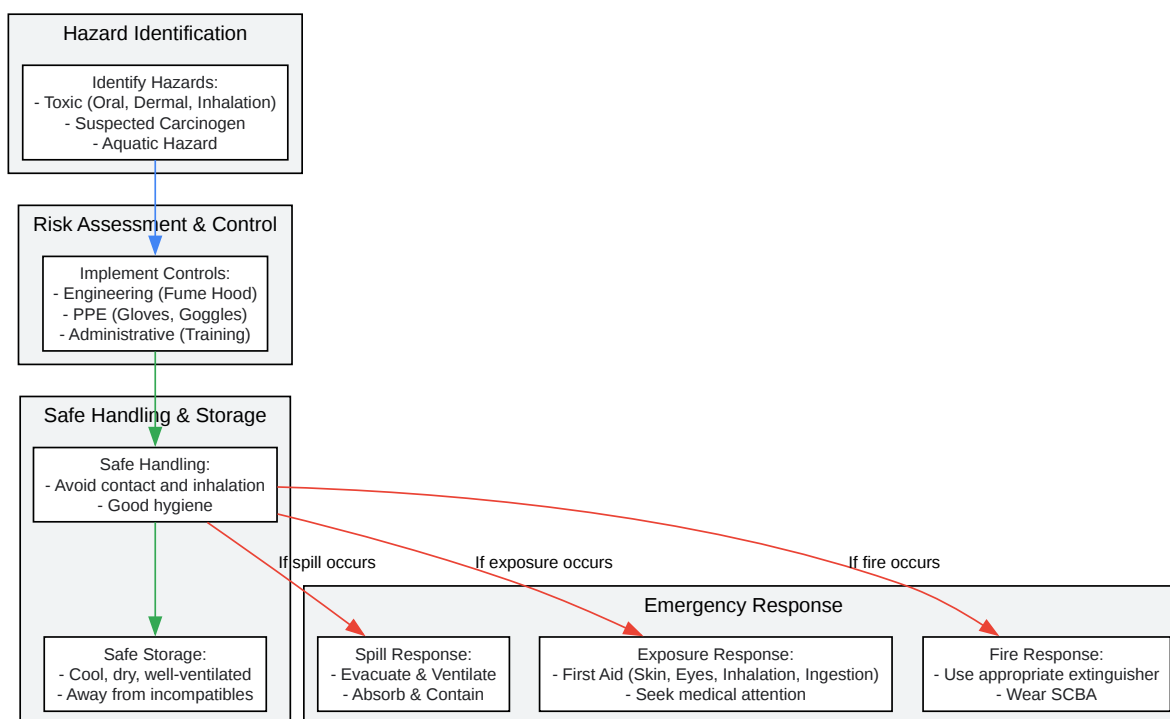 Hazard Identification
Identify Hazards:
- Toxic (Oral, Dermal, Inhalation)
- Suspected Carcinogen
- Aquatic Hazard
Risk Assessment & Control
Implement Controls:
- Engineering (Fume Hood)
- PPE (Gloves, Goggles)
- Administrative (Training)
Safe Handling & Storage
Safe Handling:
- Avoid contact and inhalation
- Good hygiene
If spill occurs
If exposure occurs
If fire occurs
Emergency Response
Safe Storage:
- Cool, dry, well-ventilated
- Away from incompatibles
Spill Response:
- Evacuate & Ventilate
- Absorb & Contain
Exposure Response:
- First Aid (Skin, Eyes, Inhalation, Ingestion)
- Seek medical attention
Fire Response:
- Use appropriate extinguisher
- Wear SCBA